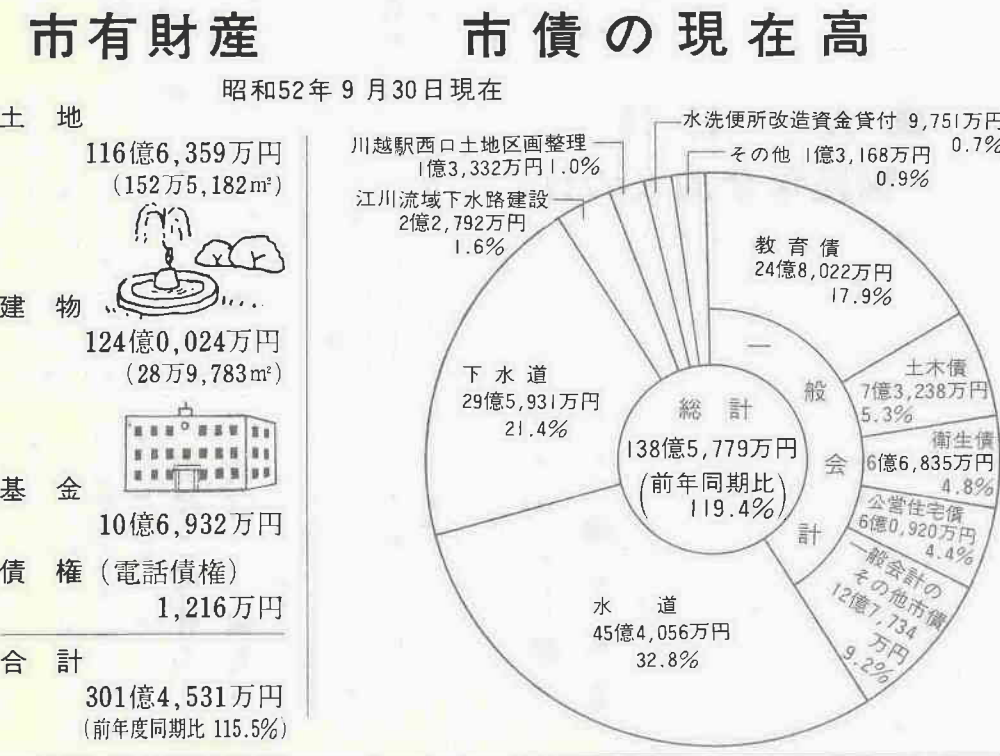 市有財産
市債の現在高
昭和52年9月30日現在
土地
116億6,359万円
(152万5,182㎡)
建物
124億0,024万円
(28万9,783㎡)
基金
10億6,932万円
債権(電話債権)
1,216万円
合計
301億4,531万円
(前年度同期比 115.5%)
水洗便所改造資金貸付 9,751万円
0.7%
その他 1億3,168万円
0.9%
川越駅西口土地区画整理
1億3,332万円 1.0%
江川流域下水路建設
2億2,792万円
1.6%
下水道
29億5,931万円
21.4%
水道
45億4,056万円
32.8%
総計
138億5,779万円
(前年同期比
119.4%)
一般会計
教育債
24億8,022万円
17.9%
土木債
7億3,238万円
5.3%
衛生債
6億6,835万円
4.8%
公営住宅債
6億0,920万円
4.4%
一般会計の
その他市債
12億7,734
万円
9.2%